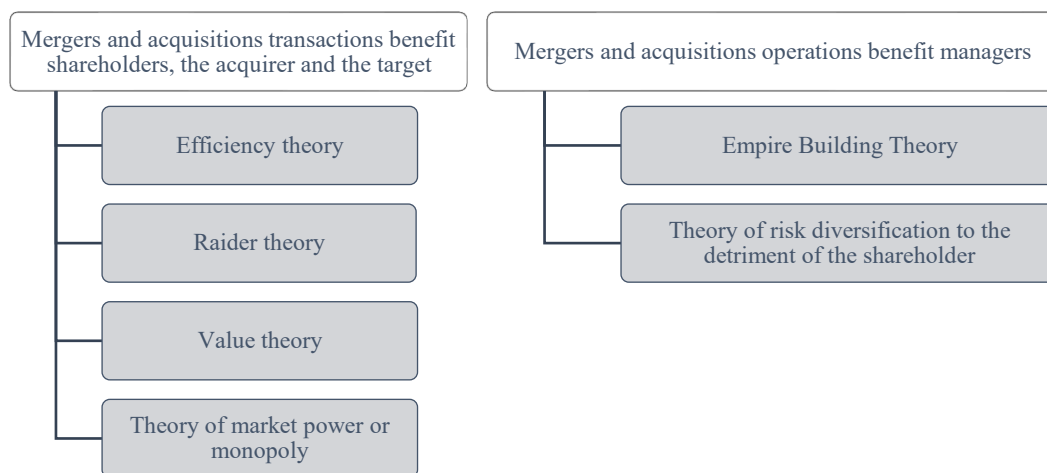 Mergers and acquisitions transactions benefit
shareholders, the acquirer and the target
Efficiency theory
Raider theory
Value theory
Theory of market power or
monopoly
Mergers and acquisitions operations benefit managers
Empire Building Theory
Theory of risk diversification to the
detriment of the shareholder